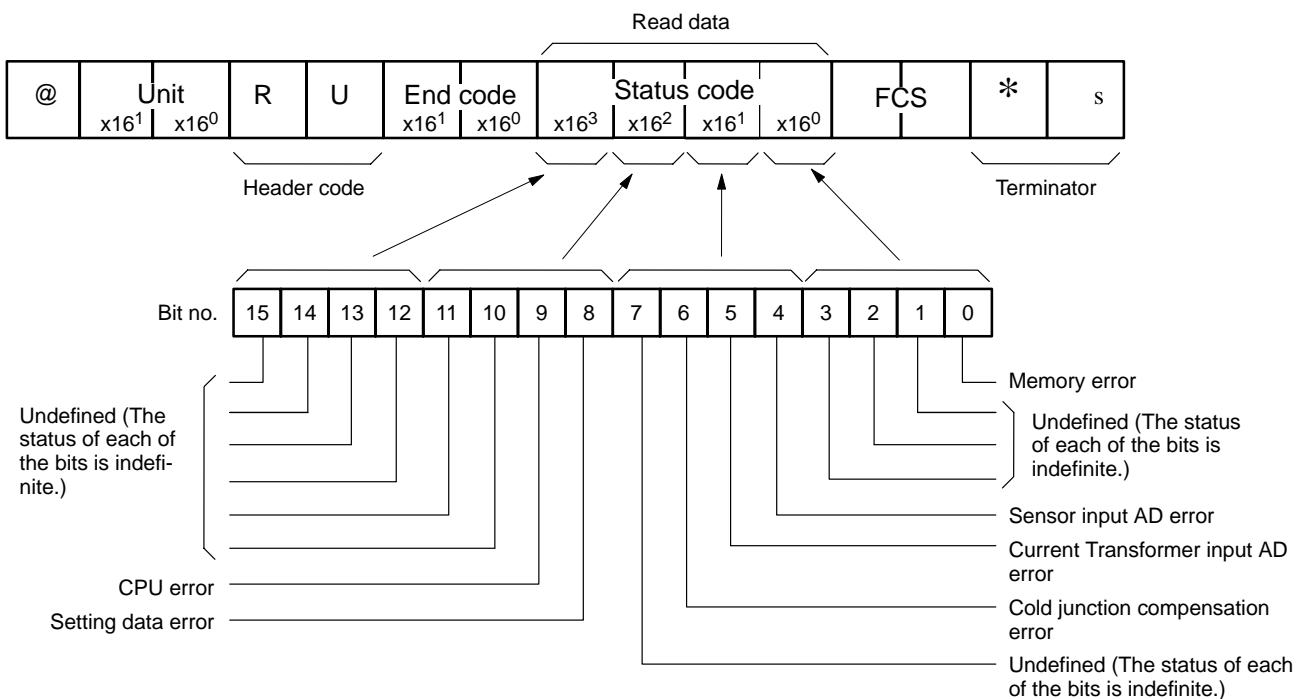 Read data
@ Unit R U End code Status code FCS * s
x16¹ x16⁰ x16¹ x16⁰ x16³ x16² x16¹ x16⁰
Header code
Terminator
Bit no. 15 14 13 12 11 10 9 8 7 6 5 4 3 2 1 0
Undefined (The
status of each of
the bits is indefi-
nite.)
CPU error
Setting data error
Memory error
Undefined (The status
of each of the bits is
indefinite.)
Sensor input AD error
Current Transformer input AD
error
Cold junction compensation
error
Undefined (The status of each
of the bits is indefinite.)